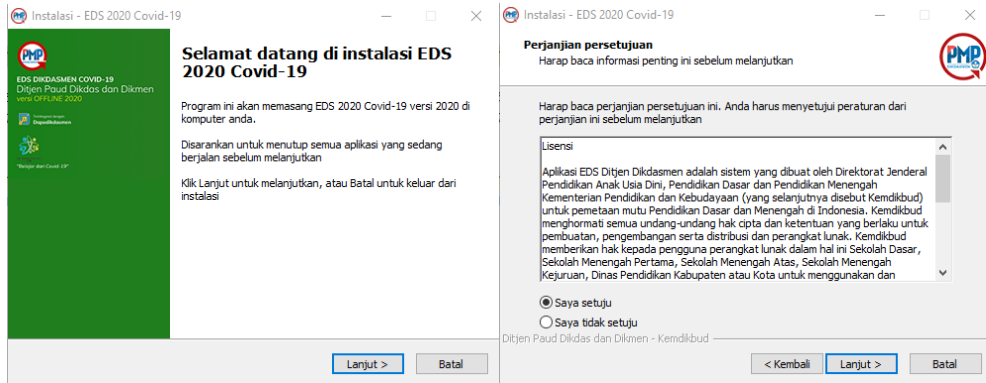 Instalasi - EDS 2020 Covid-19
PMP
EDS DIKDASMEN COVID-19
Ditjen Paud Dikdas dan Dikmen
versi OFFLINE 2020
Dapodikdasmen
"Belajar dari Covid-19"
Selamat datang di instalasi EDS
2020 Covid-19
Program ini akan memasang EDS 2020 Covid-19 versi 2020 di
komputer anda.
Disarankan untuk menutup semua aplikasi yang sedang
berjalan sebelum melanjutkan
Klik Lanjut untuk melanjutkan, atau Batal untuk keluar dari
instalasi
Lanjut >
Batal
Instalasi - EDS 2020 Covid-19
Perjanjian persetujuan
Harap baca informasi penting ini sebelum melanjutkan
PMP
Harap baca perjanjian persetujuan ini. Anda harus menyetujui peraturan dari
perjanjian ini sebelum melanjutkan
Lisensi
Aplikasi EDS Ditjen Dikdasmen adalah sistem yang dibuat oleh Direktorat Jenderal
Pendidikan Anak Usia Dini, Pendidikan Dasar dan Pendidikan Menengah
Kementerian Pendidikan dan Kebudayaan (yang selanjutnya disebut Kemdikbud)
untuk pemetaan mutu Pendidikan Dasar dan Menengah di Indonesia. Kemdikbud
menghormati semua undang-undang hak cipta dan ketentuan yang berlaku untuk
pembuatan, pengembangan serta distribusi dan perangkat lunak. Kemdikbud
memberikan hak kepada pengguna perangkat lunak dalam hal ini Sekolah Dasar,
Sekolah Menengah Pertama, Sekolah Menengah Atas, Sekolah Menengah
Kejuruan, Dinas Pendidikan Kabupaten atau Kota untuk menggunakan dan
Saya setuju
Saya tidak setuju
Ditjen Paud Dikdas dan Dikmen - Kemdikbud
< Kembali
Lanjut >
Batal